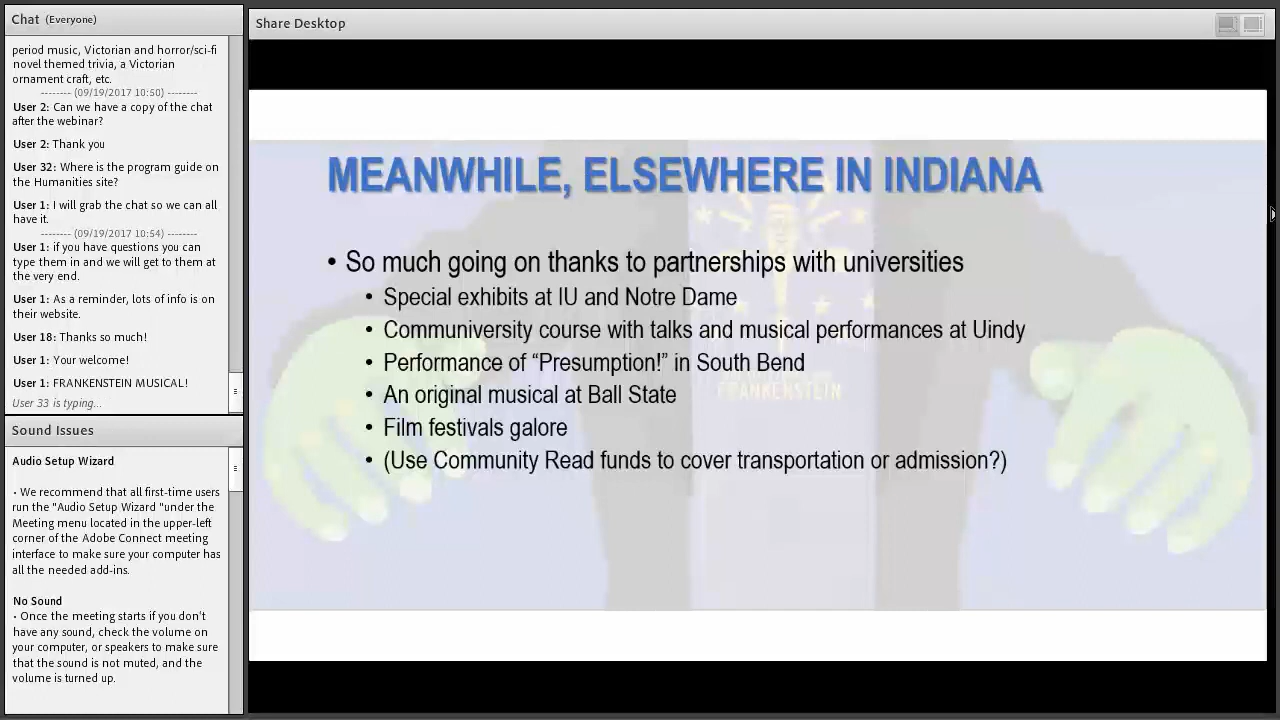 Chat (Everyone)
period music, Victorian and horror/sci-fi
novel themed trivia, a Victorian
ornament craft, etc.
-------- (09/19/2017 10:50) --------
User 2: Can we have a copy of the chat
after the webinar?
User 2: Thank you
User 32: Where is the program guide on
the Humanities site?
User 1: I will grab the chat so we can all
have it.
-------- (09/19/2017 10:54) --------
User 1: if you have questions you can
type them in and we will get to them at
the very end.
User 1: As a reminder, lots of info is on
their website.
User 18: Thanks so much!
User 1: Your welcome!
User 1: FRANKENSTEIN MUSICAL!
User 33 is typing...
Sound Issues
Audio Setup Wizard
• We recommend that all first-time users
run the "Audio Setup Wizard "under the
Meeting menu located in the upper-left
corner of the Adobe Connect meeting
interface to make sure your computer has
all the needed add-ins.
No Sound
• Once the meeting starts if you don't
have any sound, check the volume on
your computer, or speakers to make sure
that the sound is not muted, and the
volume is turned up.
Share Desktop
MEANWHILE, ELSEWHERE IN INDIANA
• So much going on thanks to partnerships with universities
• Special exhibits at IU and Notre Dame
• Communiversity course with talks and musical performances at Uindy
• Performance of “Presumption!” in South Bend
• An original musical at Ball State
FRANKENSTEIN
• Film festivals galore
• (Use Community Read funds to cover transportation or admission?)